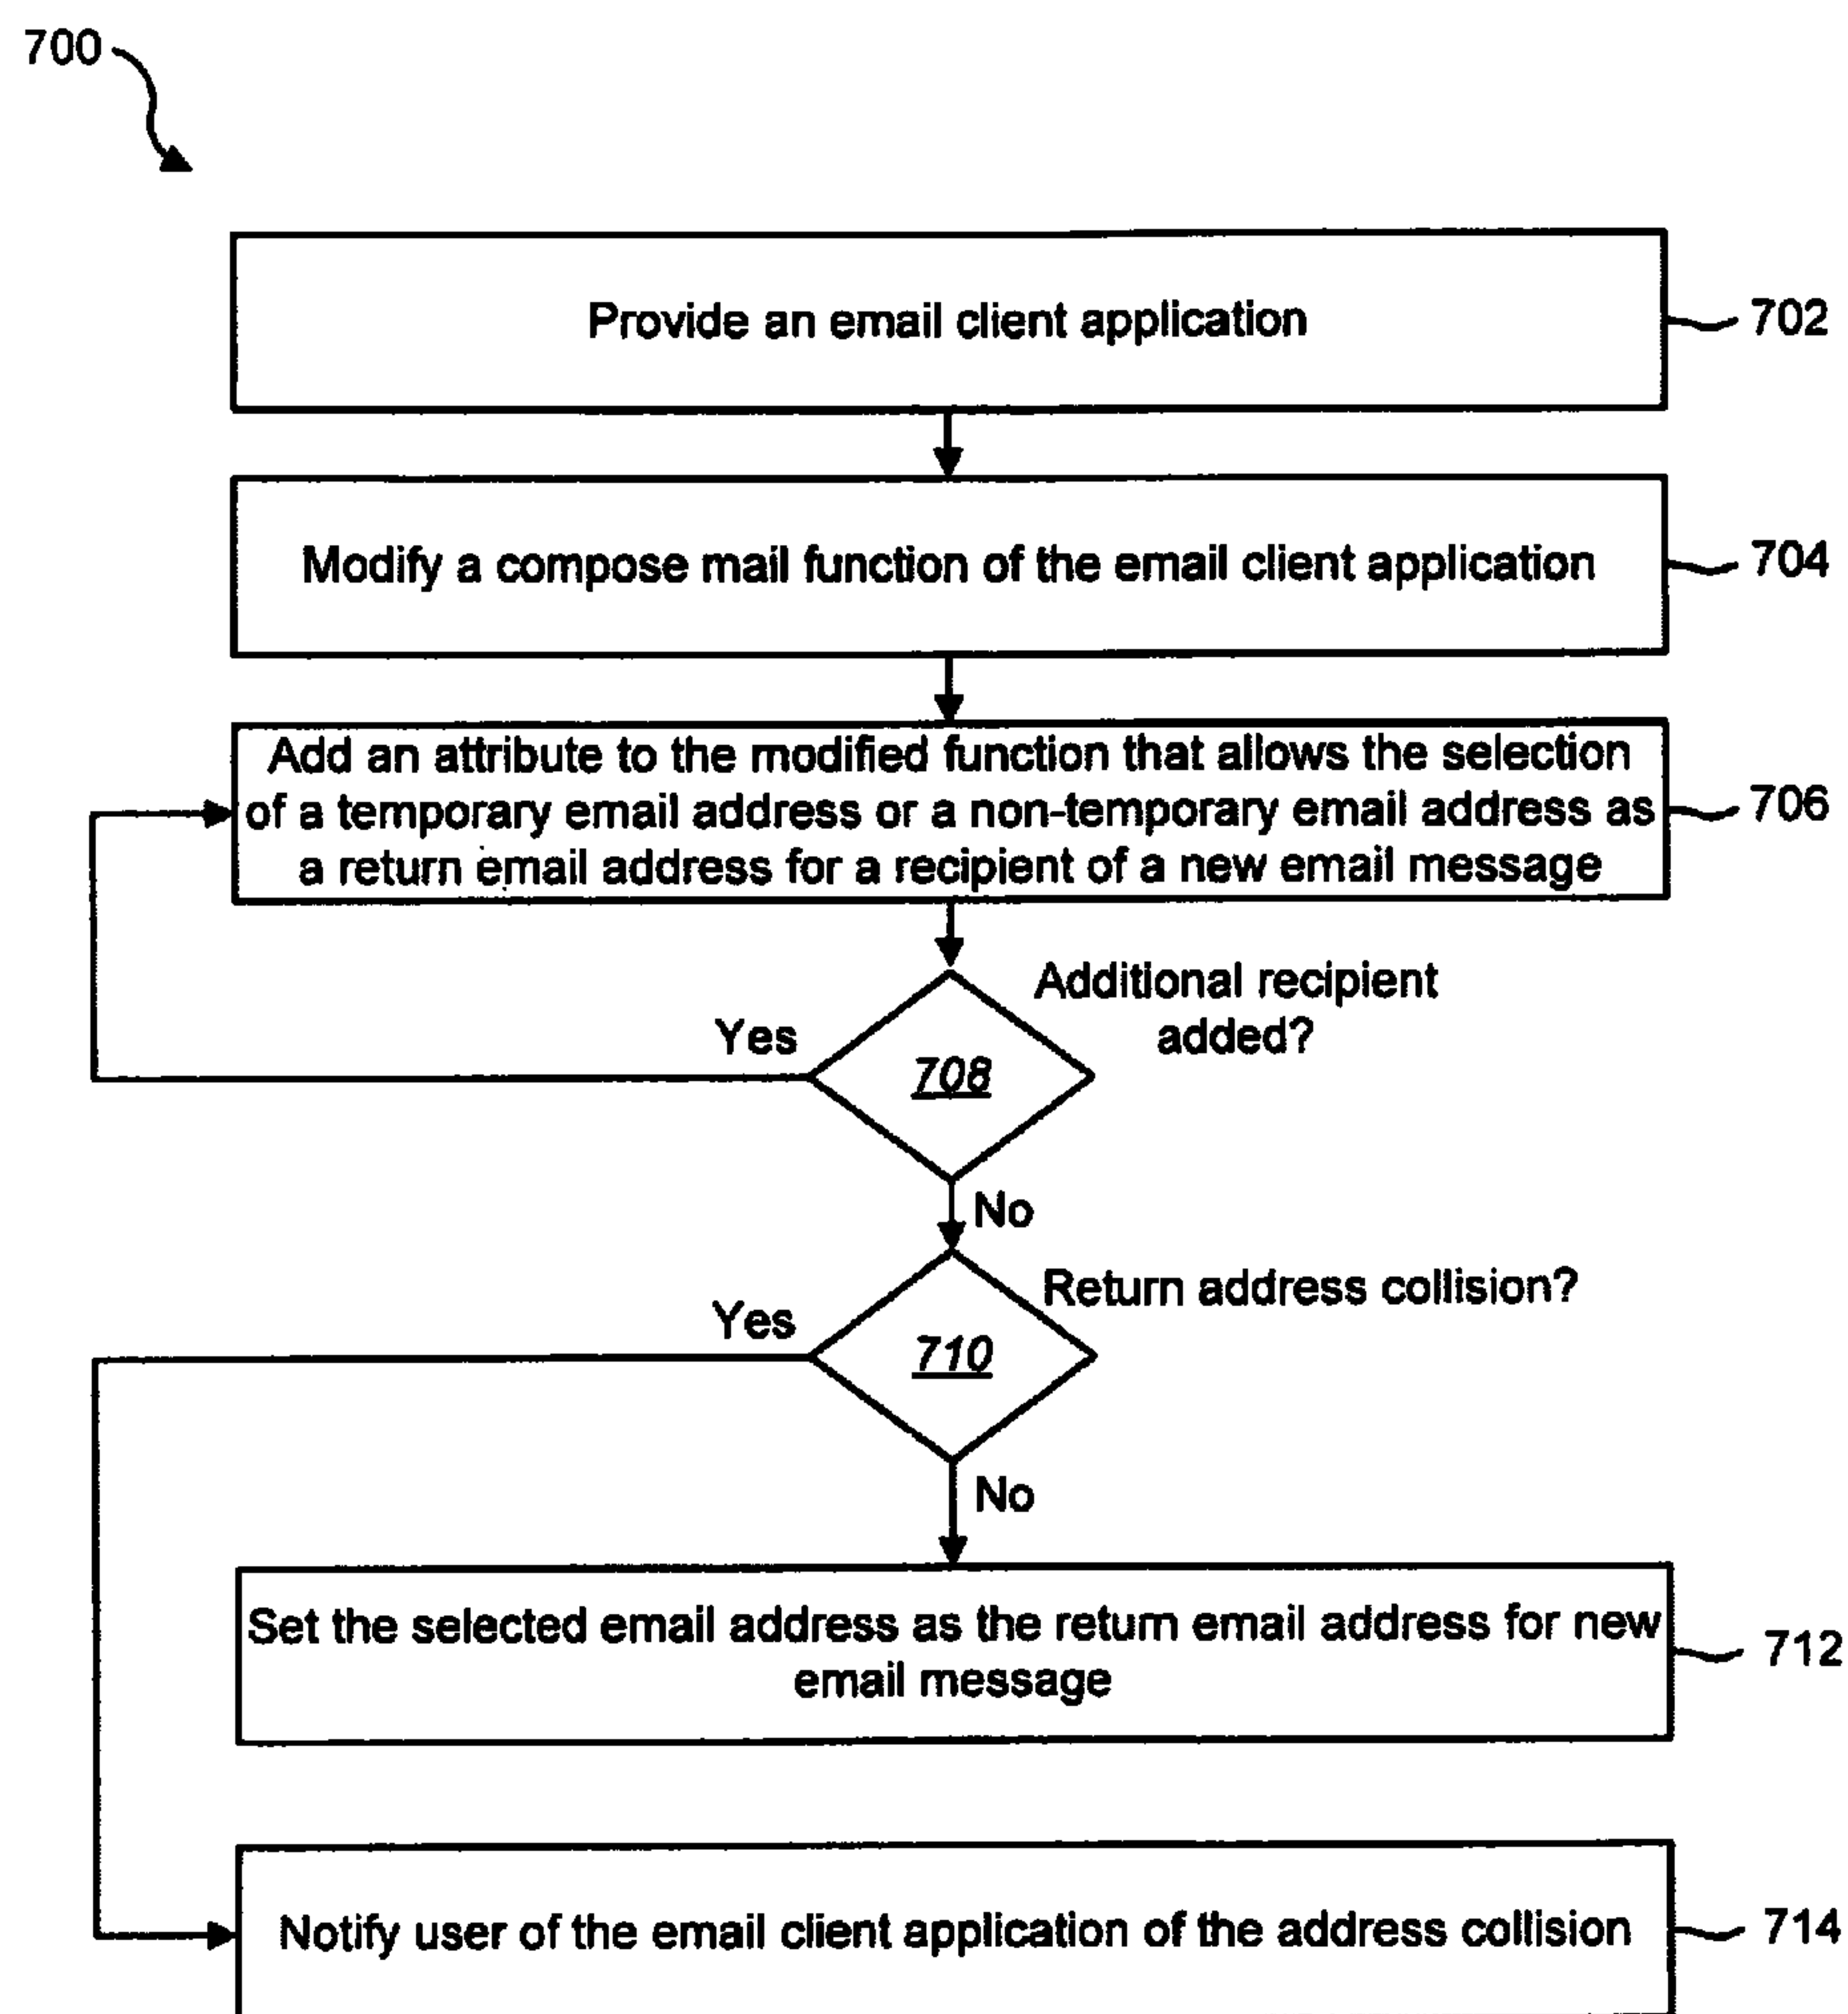 700
Provide an email client application
702
Modify a compose mail function of the email client application
704
Add an attribute to the modified function that allows the selection
of a temporary email address or a non-temporary email address as
a return email address for a recipient of a new email message
706
Additional recipient
added?
Yes
708
No
Return address collision?
Yes
710
No
Set the selected email address as the return email address for new
email message
712
Notify user of the email client application of the address collision
714